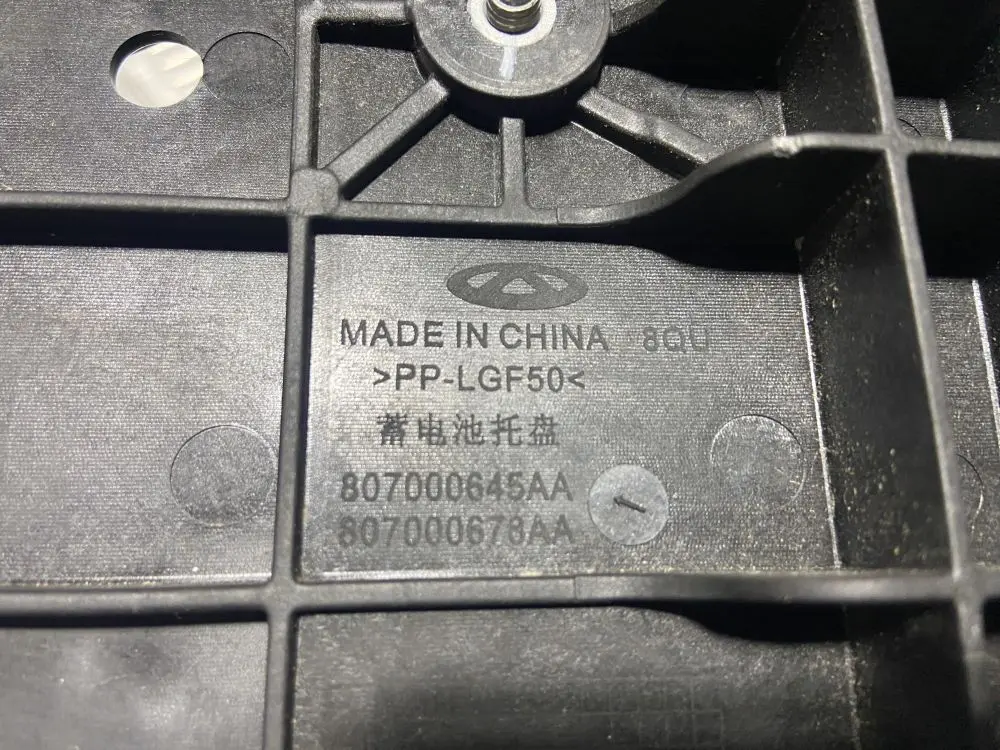 MADE IN CHINA 8QU
>PP-LGF50<
蓄电池托盘
807000645AA
807000678AA